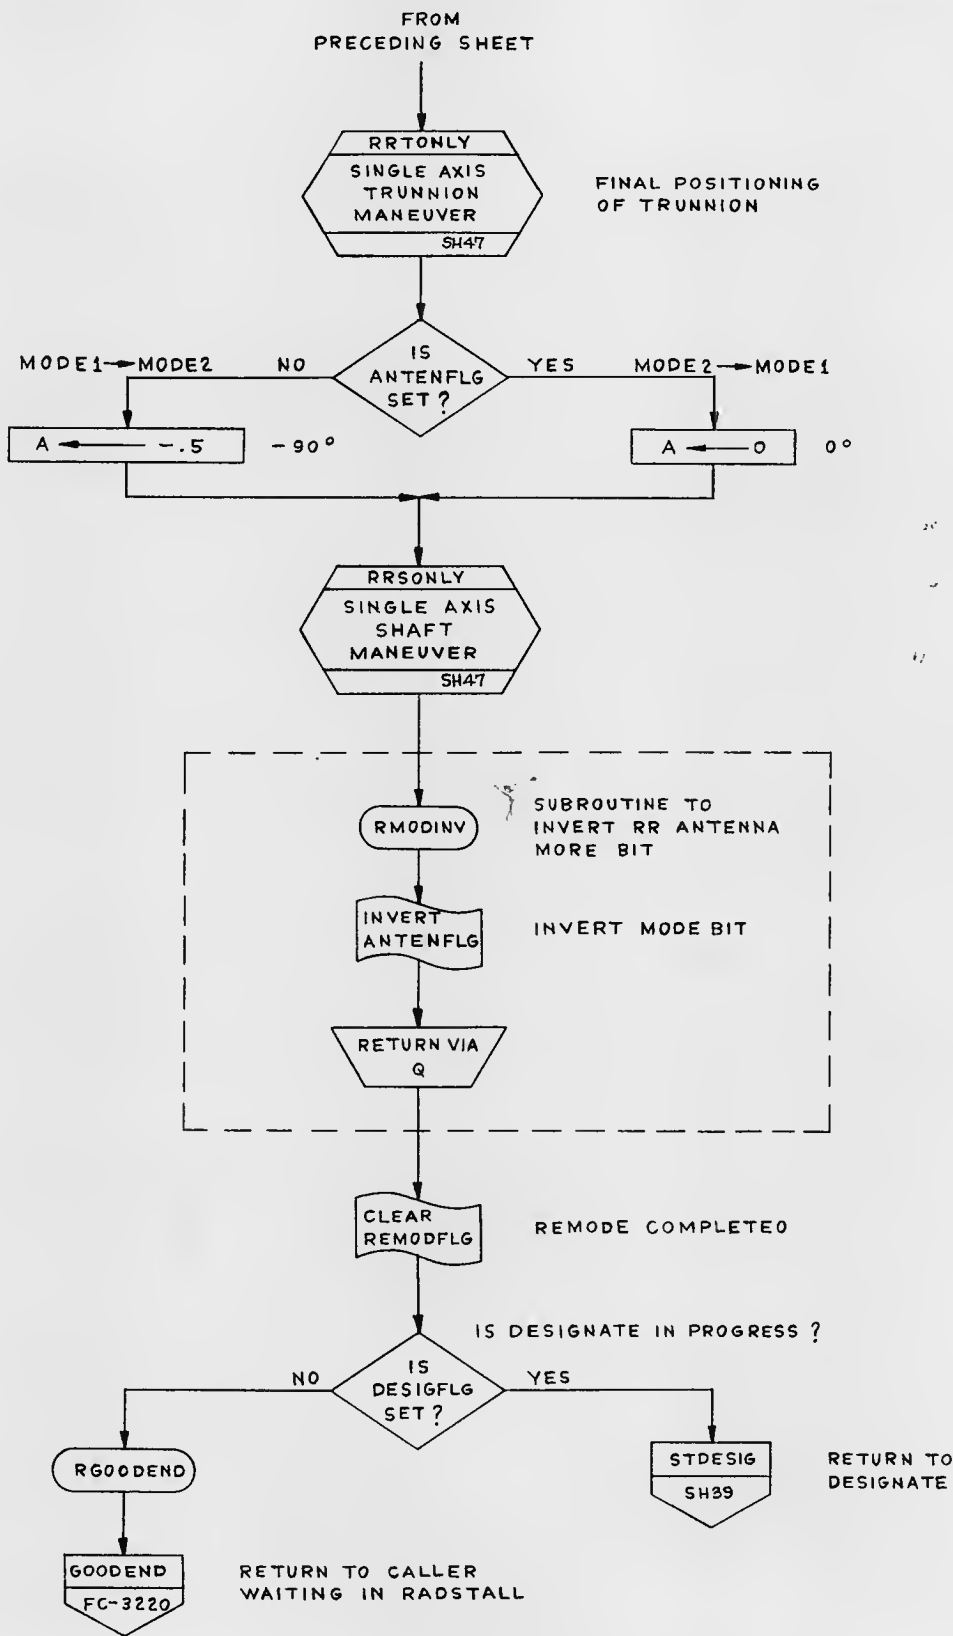 FROM
PRECEDING SHEET
RRTONLY
SINGLE AXIS
TRUNNION
MANEUVER
SH47
FINAL POSITIONING
OF TRUNNION
MODE1→MODE2
NO
IS
ANTENFLG
SET?
YES
MODE2→MODE1
A ← -.5
-90°
A ← 0
0°
RRSONLY
SINGLE AXIS
SHAFT
MANEUVER
SH47
RMODINV
SUBROUTINE TO
INVERT RR ANTENNA
MORE BIT
INVERT
ANTENFLG
INVERT MODE BIT
RETURN VIA
Q
CLEAR
REMODFLG
REMODE COMPLETED
IS DESIGNATE IN PROGRESS ?
NO
IS
DESIGFLG
SET?
YES
RGOODEND
STDESIG
SH39
RETURN TO
DESIGNATE
GOODEND
FC-3220
RETURN TO CALLER
WAITING IN RADSTALL